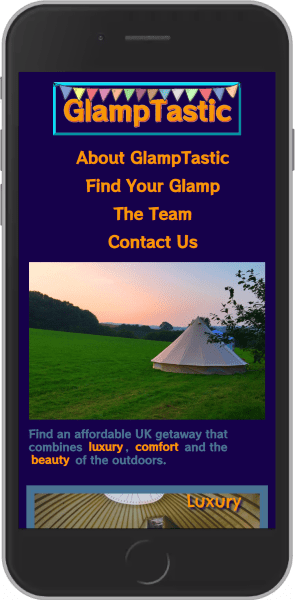 GlampTastic
About GlampTastic
Find Your Glamp
The Team
Contact Us
Find an affordable UK getaway that
combines luxury, comfort and the
beauty of the outdoors.
Luxury